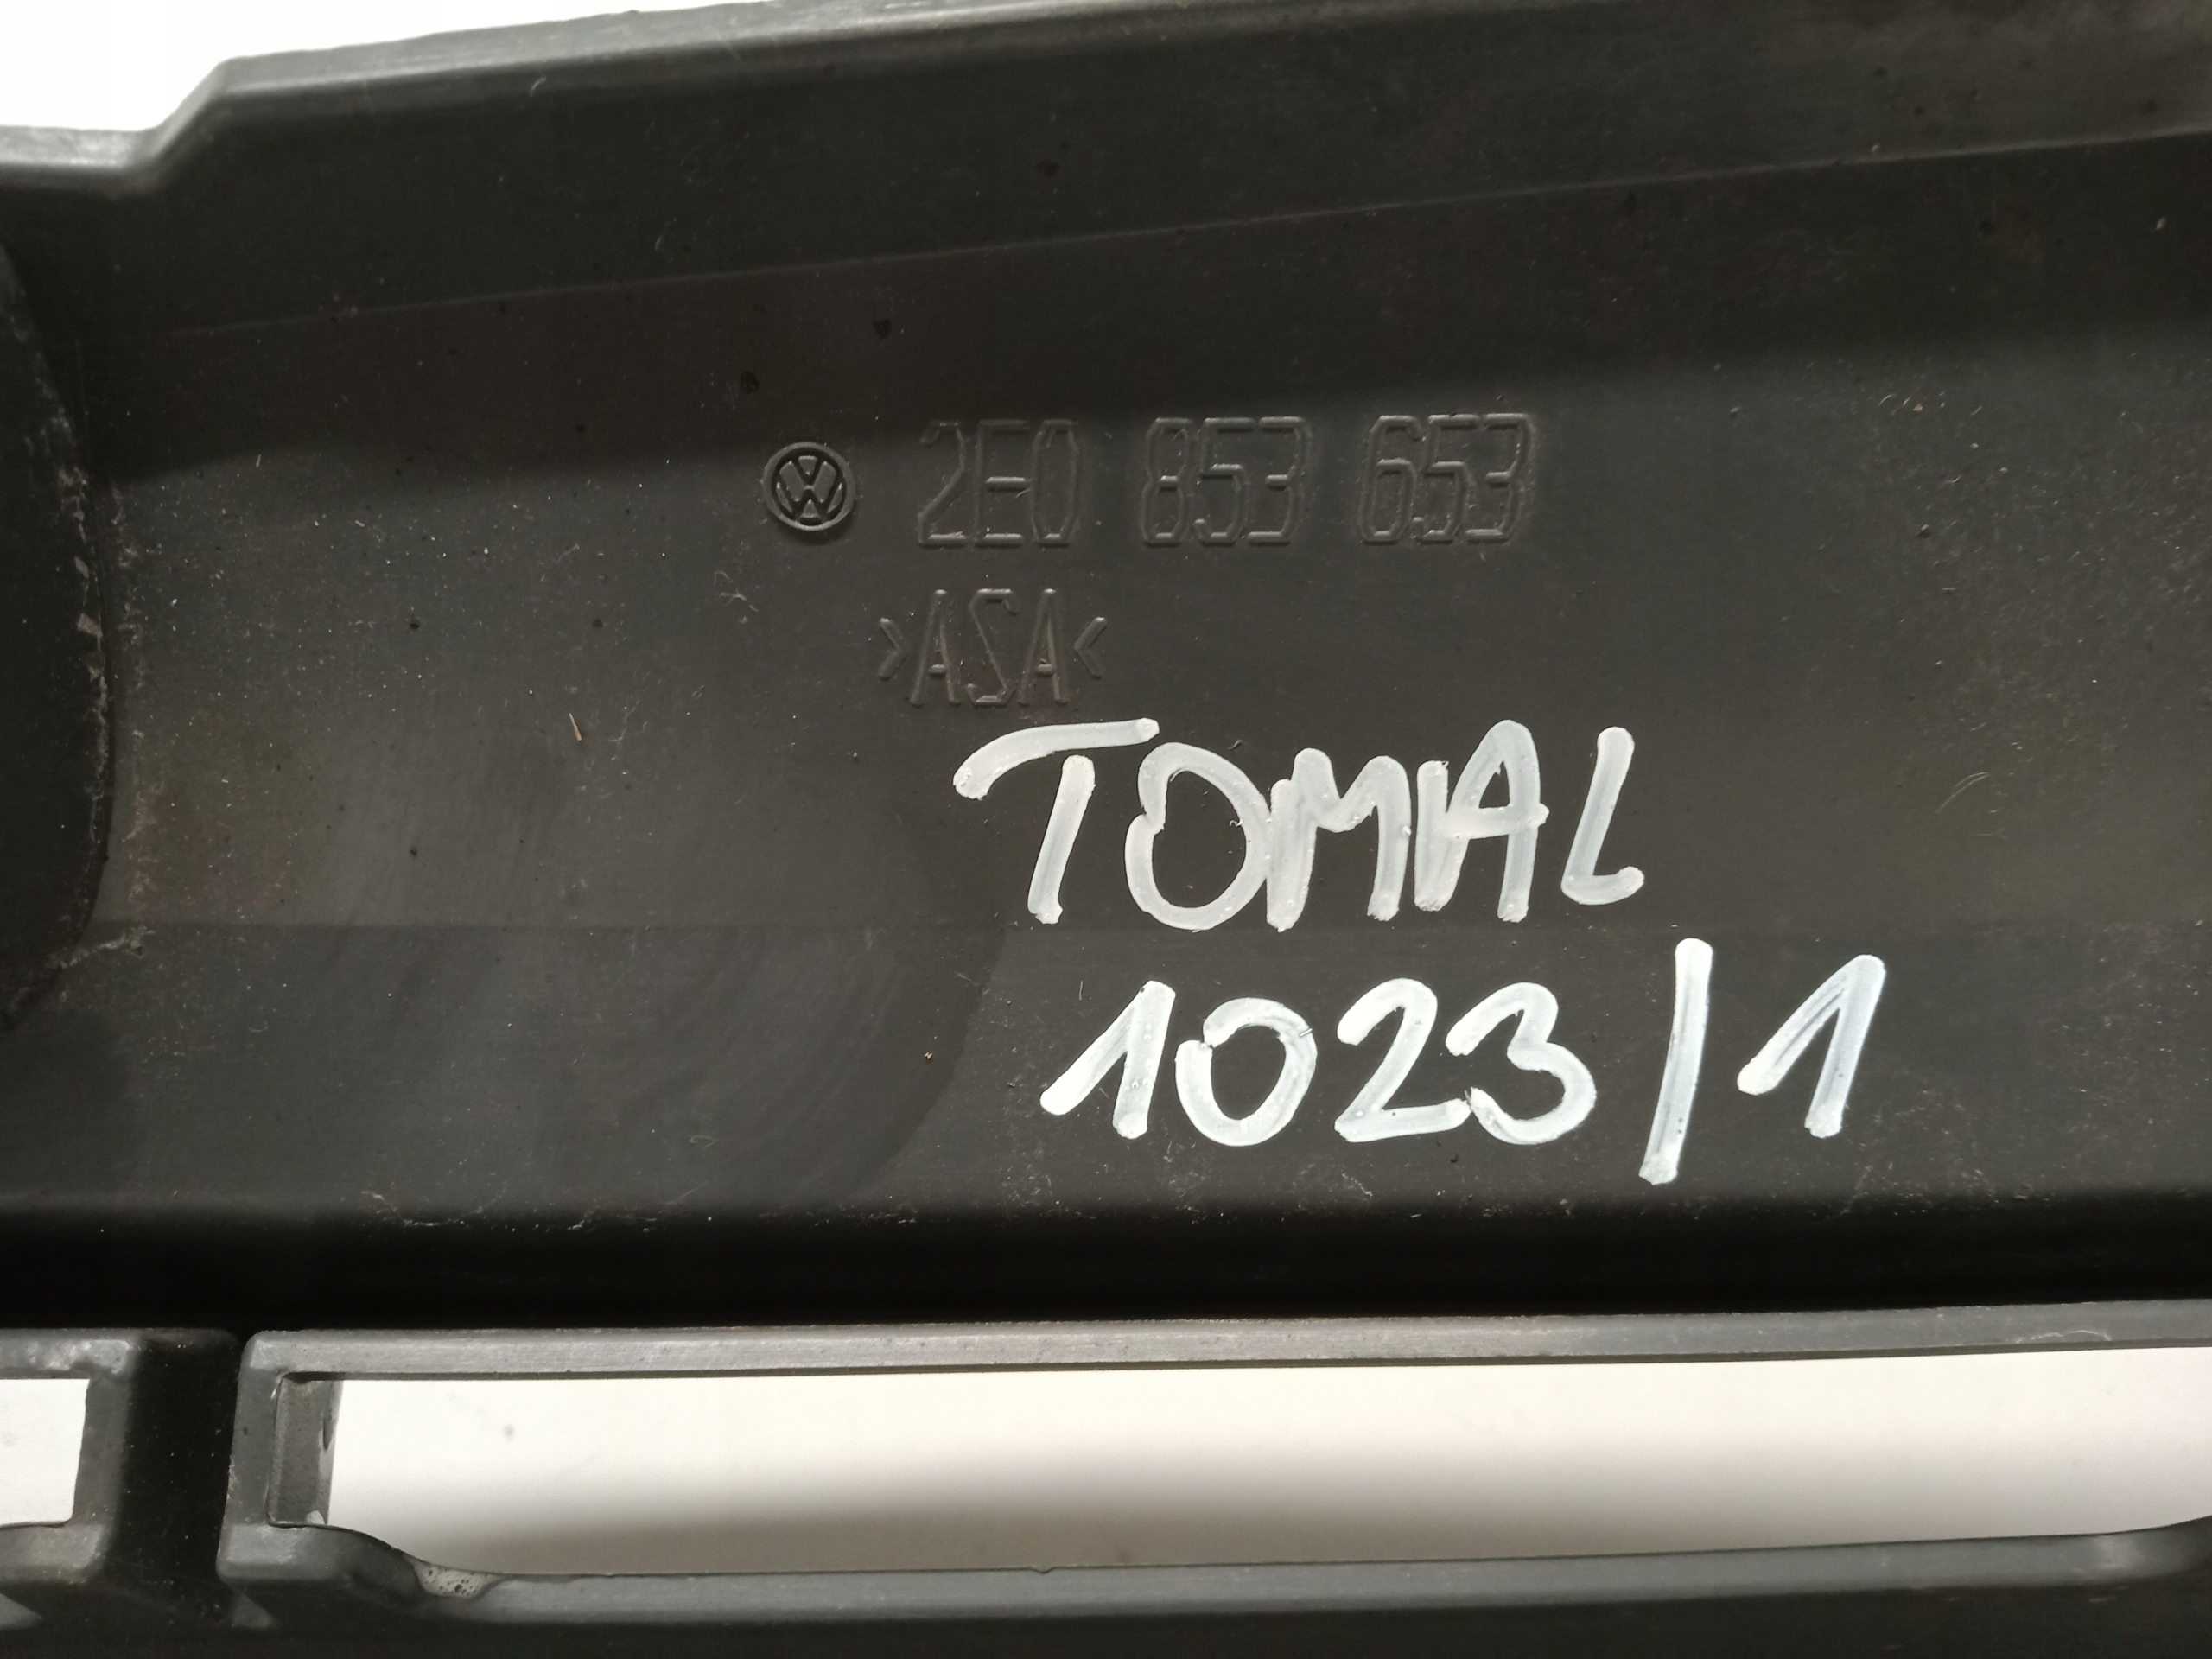 2E0 853 653
>ASA<
TOMAL
1023/1